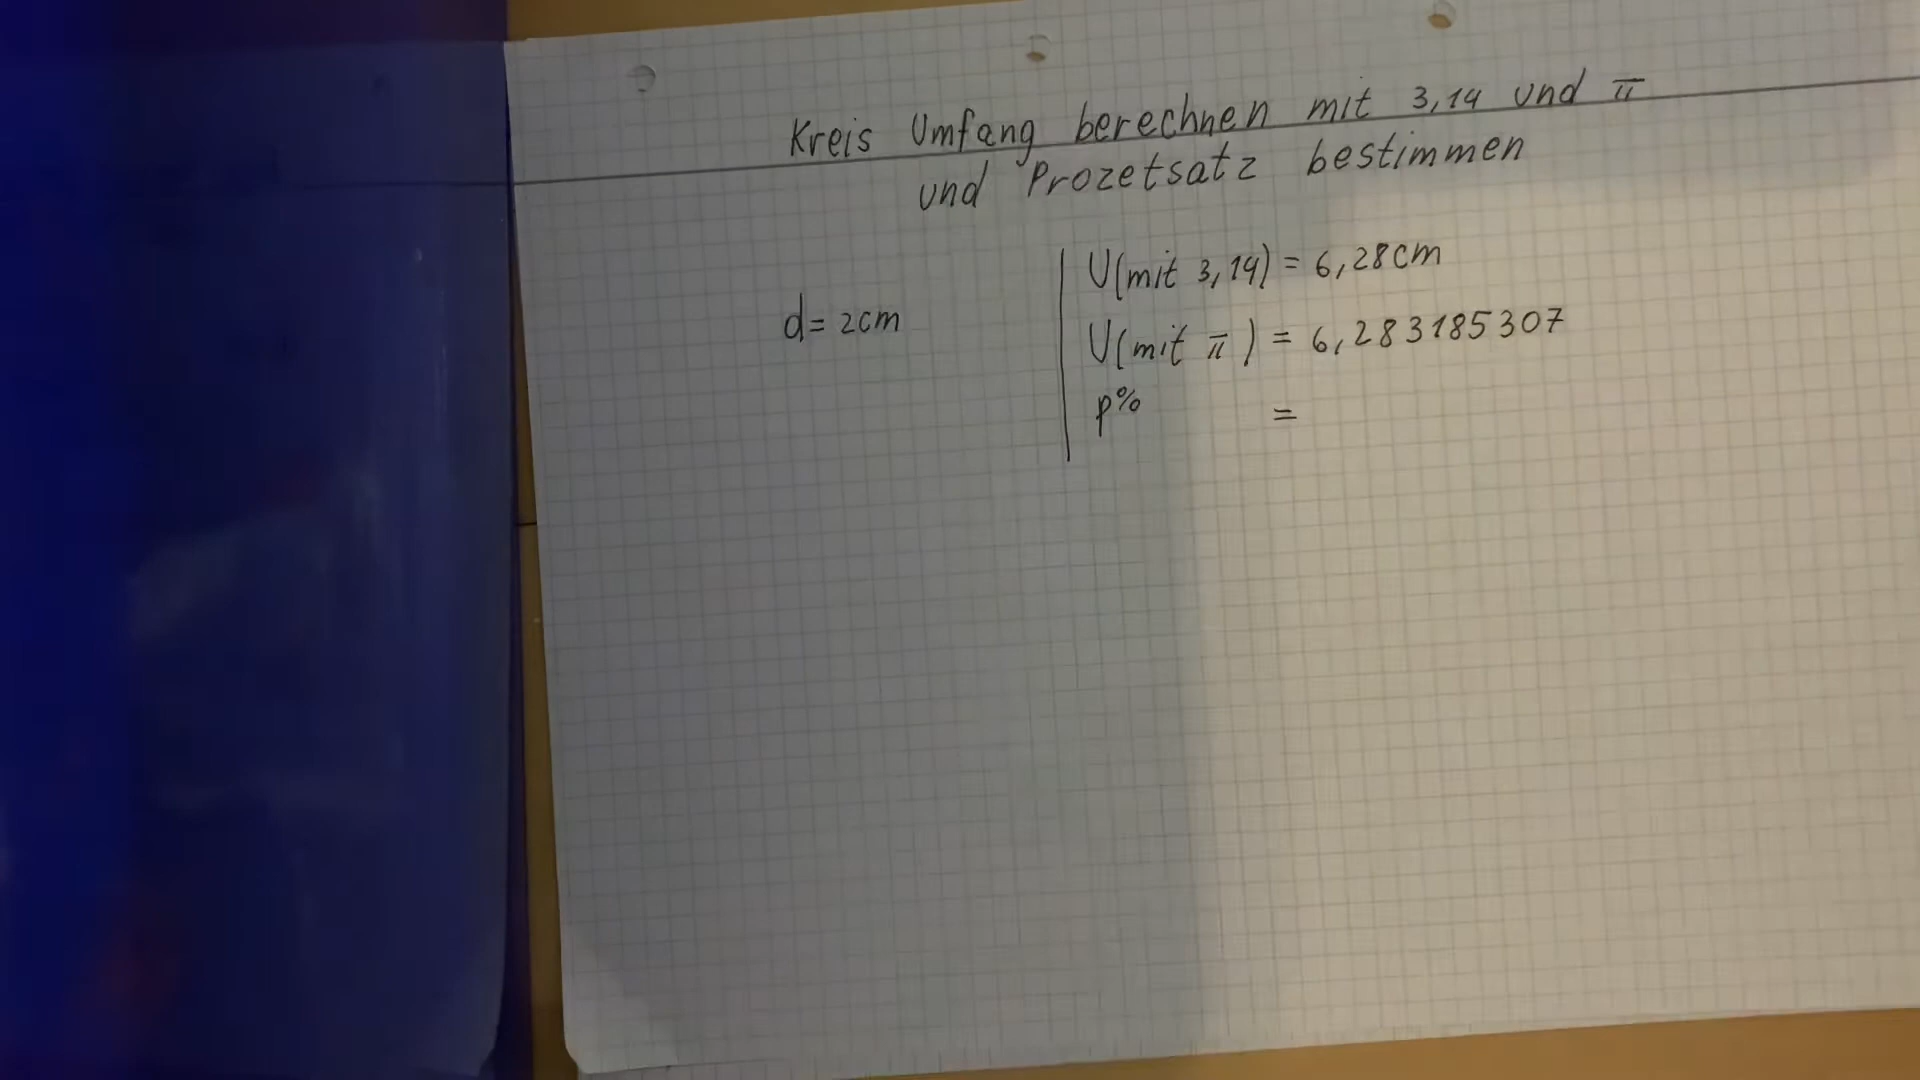 Kreis Umfang berechnen mit 3,14 und π
und Prozetsatz bestimmen
U(mit 3,14) = 6,28cm
d= 2cm
U(mit π) = 6,283185307
p% =